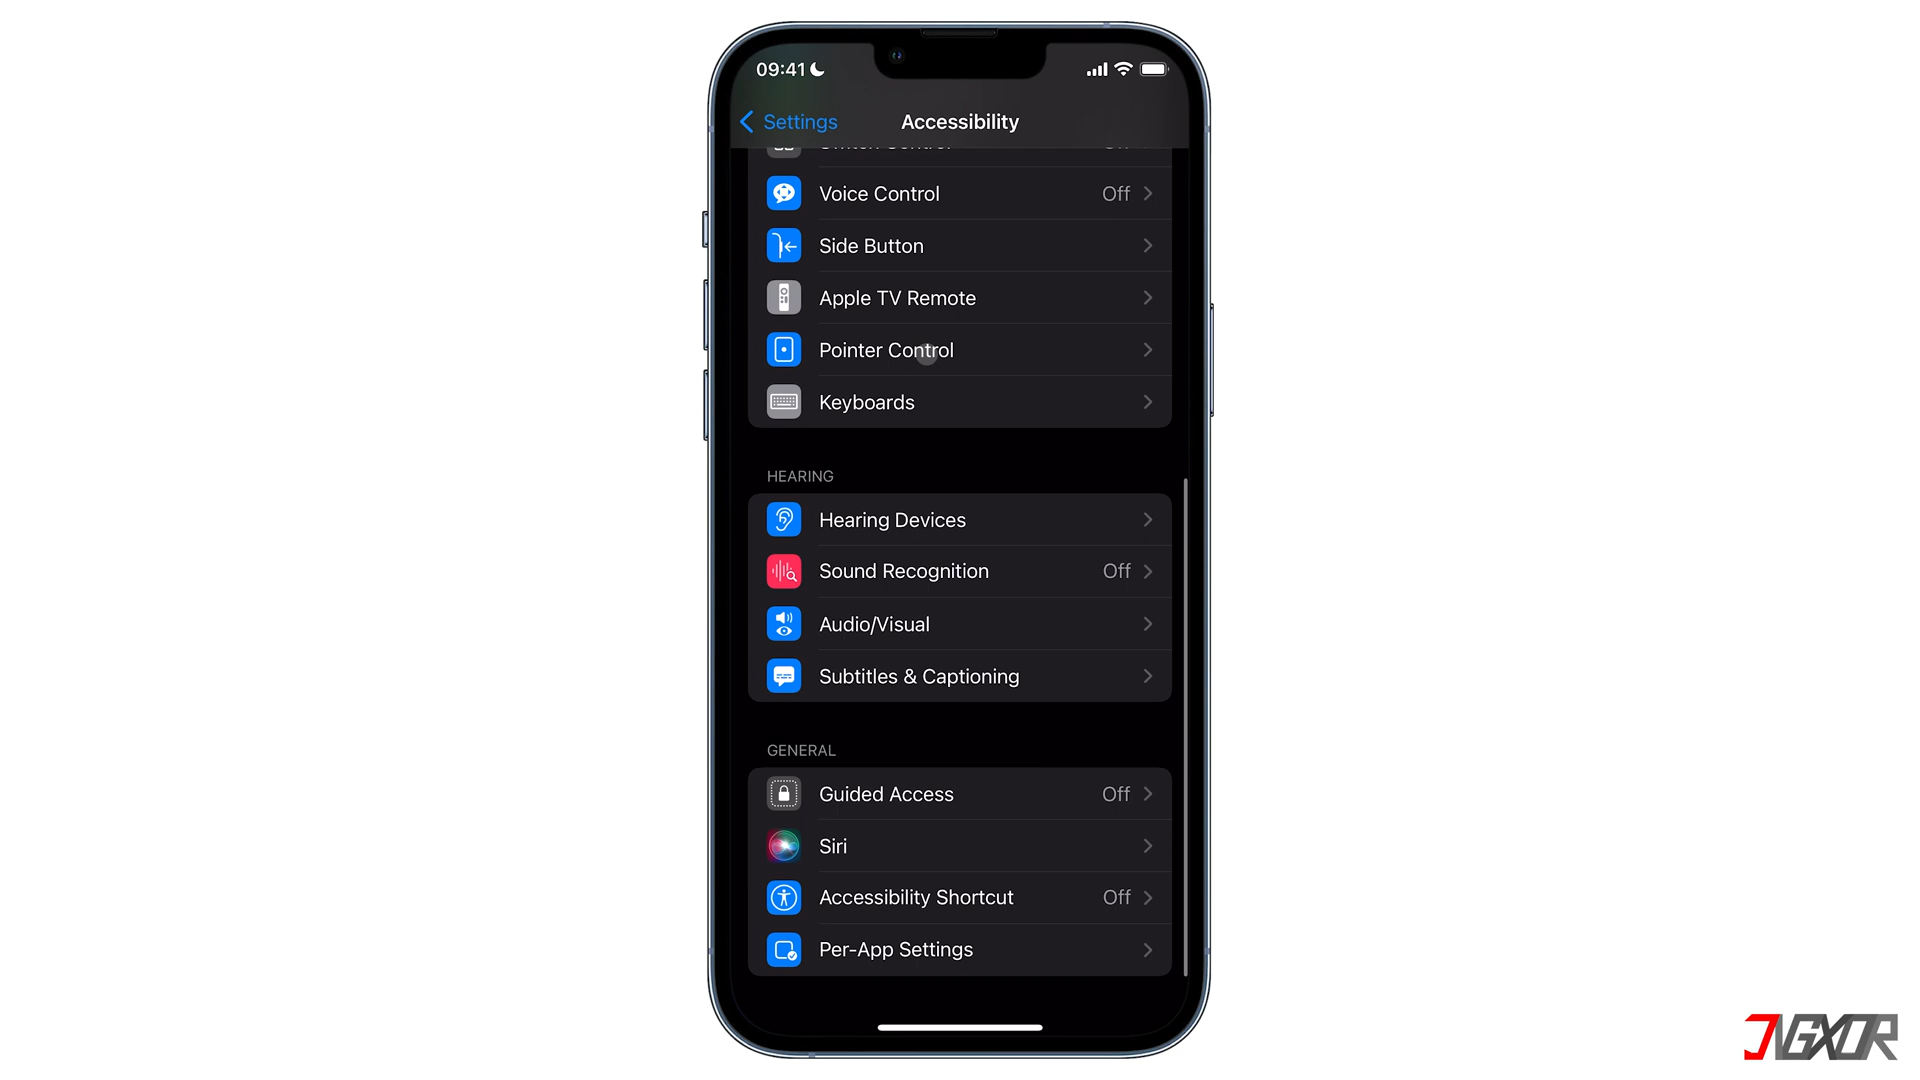 09:41
Settings
Accessibility
Voice Control
Off
Side Button
Apple TV Remote
Pointer Control
Keyboards
HEARING
Hearing Devices
Sound Recognition
Off
Audio/Visual
Subtitles & Captioning
GENERAL
Guided Access
Off
Siri
Accessibility Shortcut
Off
Per-App Settings